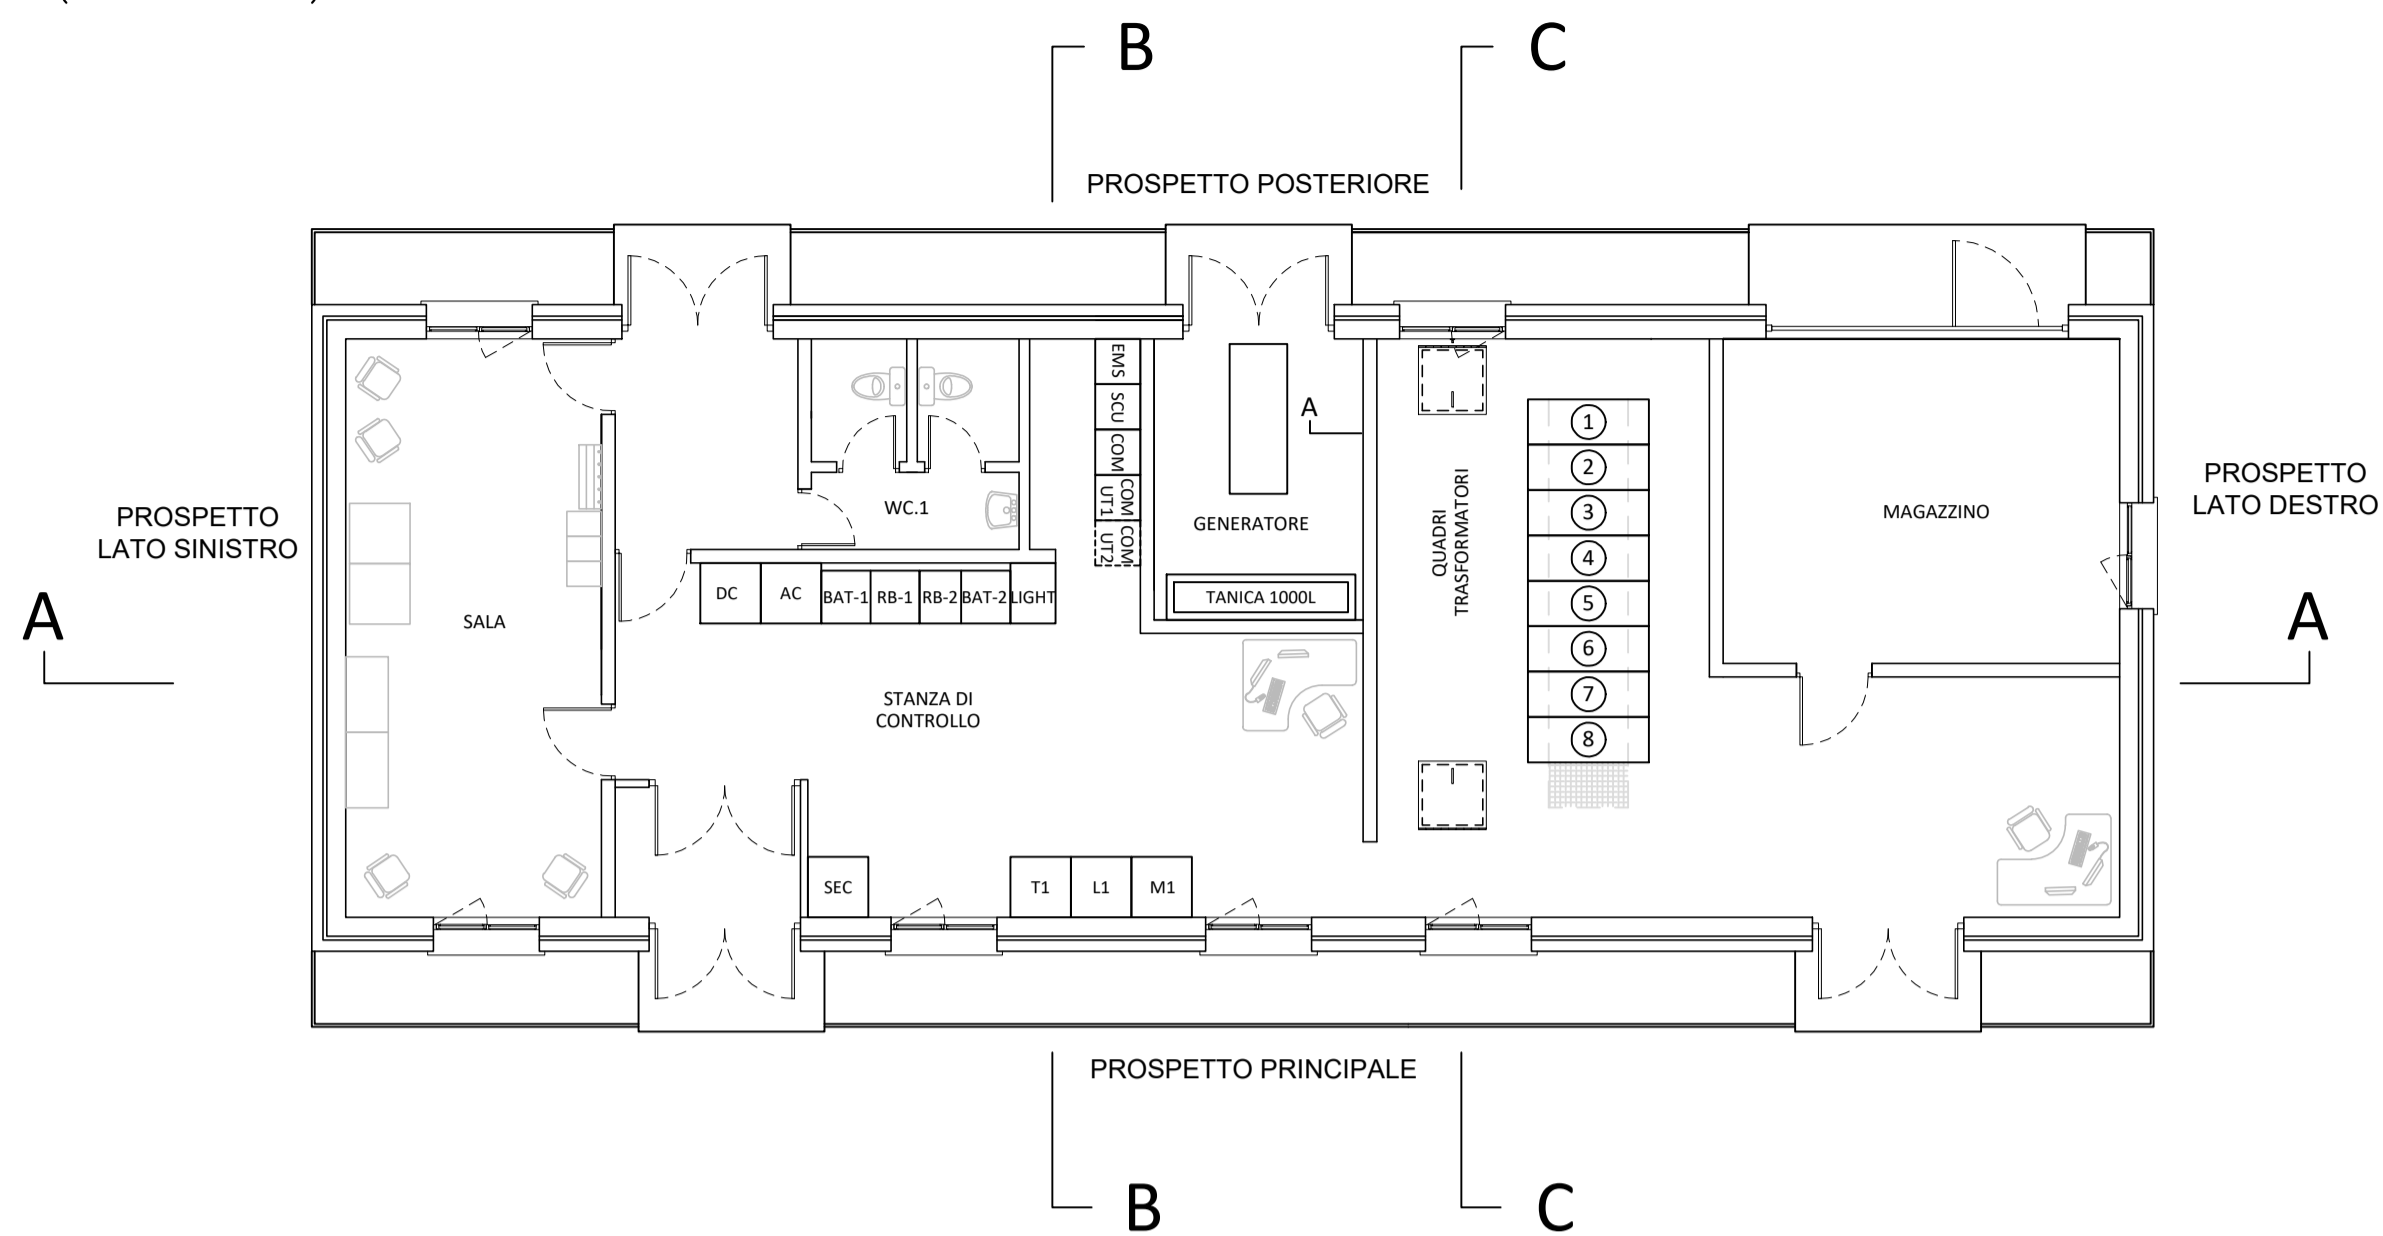 B
C
PROSPETTO POSTERIORE
EMS
SCU
COM
COM
UT1
COM
UT2
A
GENERATORE
TANICA 1000L
QUADRI
TRASFORMATORI
1
2
3
4
5
6
7
8
MAGAZZINO
PROSPETTO
LATO DESTRO
PROSPETTO
LATO SINISTRO
WC.1
DC
AC
BAT-1
RB-1
RB-2
BAT-2
LIGHT
SALA
A
A
STANZA DI
CONTROLLO
SEC
T1
L1
M1
PROSPETTO PRINCIPALE
B
C